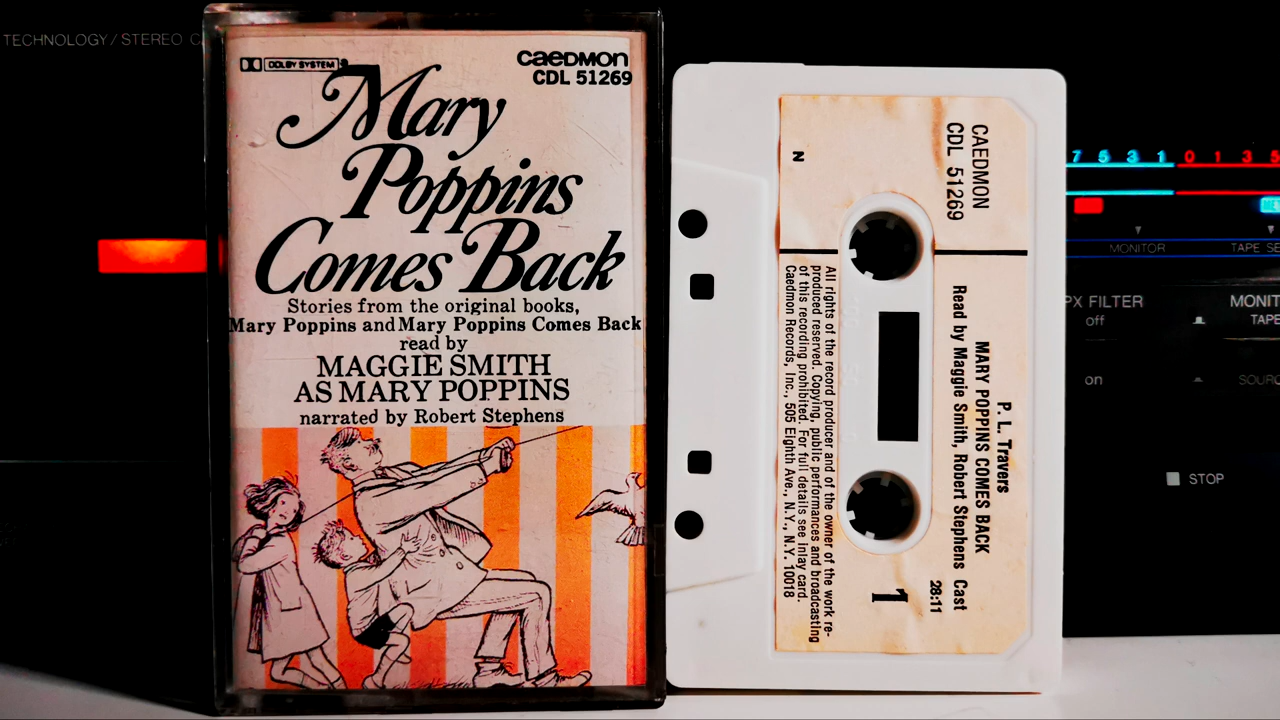 TECHNOLOGY / STEREO C
DOLBY SYSTEM
CAEDMON
CDL 51269
Mary
Poppins
Comes Back
Stories from the original books,
Mary Poppins and Mary Poppins Comes Back
read by
MAGGIE SMITH
AS MARY POPPINS
narrated by Robert Stephens
CAEDMON
CDL 51269
N
P. L. Travers
MARY POPPINS COMES BACK
Read by Maggie Smith, Robert Stephens Cast
28:11
1
All rights of the record producer and of the owner of the work re-
produced reserved. Copying, public performances and broadcasting
of this recording prohibited. For full details see inlay card.
Caedmon Records, Inc., 505 Eighth Ave., N.Y., N.Y. 10018
7 5 3 1 0 1 3 5
MONITOR
TAPE SE
PX FILTER
off
on
MONIT
TAPE
SOURC
STOP